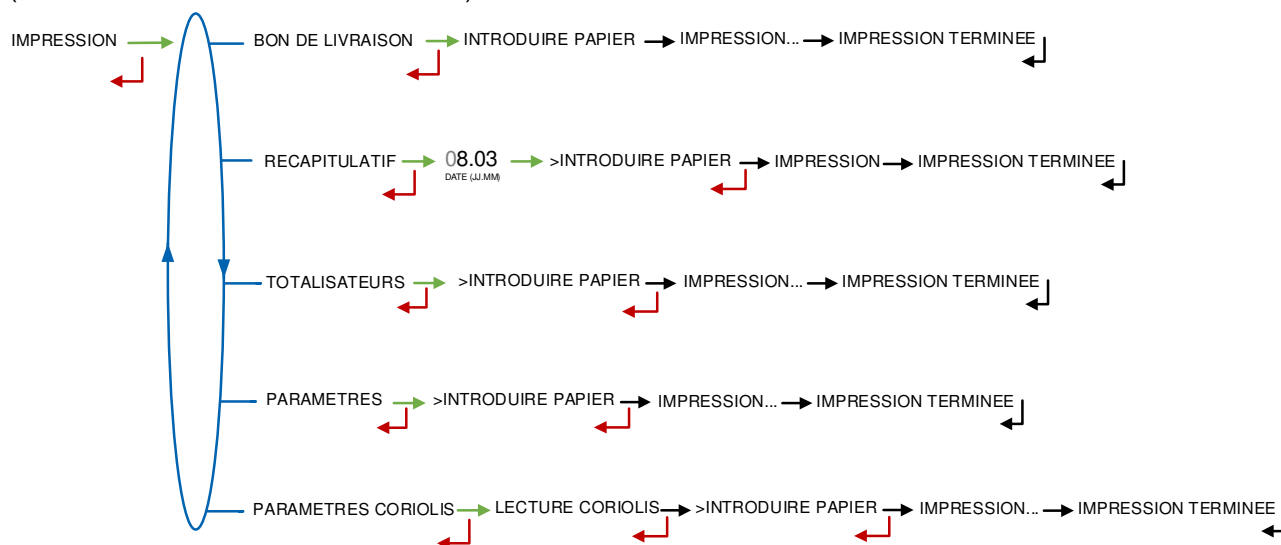 IMPRESSION BON DE LIVRAISON INTRODUIRE PAPIER IMPRESSION... IMPRESSION TERMINEE
RECAPITULATIF 08.03 >INTRODUIRE PAPIER IMPRESSION IMPRESSION TERMINEE
DATE (JJ.MM)
TOTALISATEURS >INTRODUIRE PAPIER IMPRESSION... IMPRESSION TERMINEE
PARAMETRES >INTRODUIRE PAPIER IMPRESSION... IMPRESSION TERMINEE
PARAMETRES CORIOLIS LECTURE CORIOLIS >INTRODUIRE PAPIER IMPRESSION... IMPRESSION TERMINEE